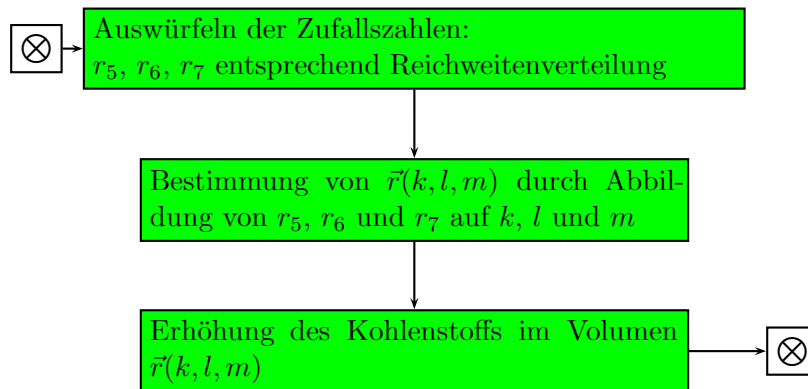 ⊗
Auswürfeln der Zufallszahlen:
r₅, r₆, r₇ entsprechend Reichweitenverteilung
Bestimmung von r⃗(k, l, m) durch Abbil-
dung von r₅, r₆ und r₇ auf k, l und m
Erhöhung des Kohlenstoffs im Volumen
r⃗(k, l, m)
⊗